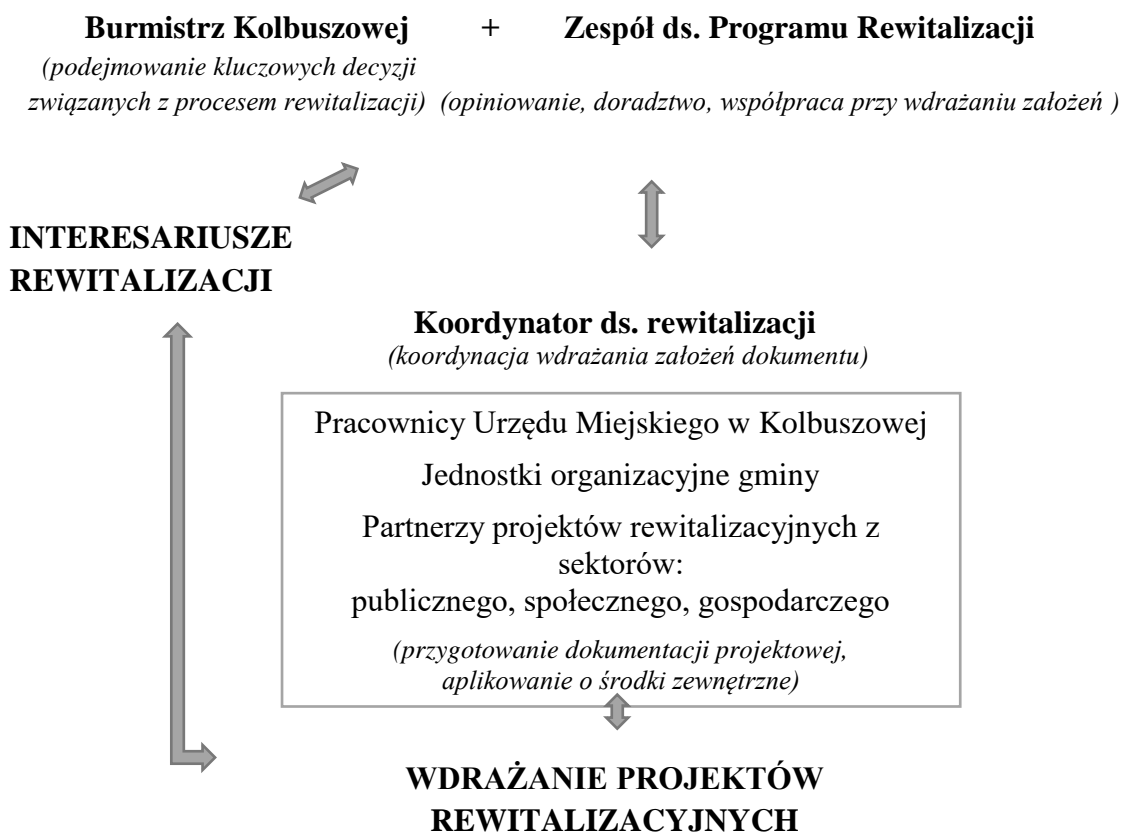 Burmistrz Kolbuszowej + Zespół ds. Programu Rewitalizacji
(podejmowanie kluczowych decyzji
związanych z procesem rewitalizacji) (opiniowanie, doradztwo, współpraca przy wdrażaniu założeń )
INTERESARIUSZE
REWITALIZACJI
Koordynator ds. rewitalizacji
(koordynacja wdrażania założeń dokumentu)
Pracownicy Urzędu Miejskiego w Kolbuszowej
Jednostki organizacyjne gminy
Partnerzy projektów rewitalizacyjnych z
sektorów:
publicznego, społecznego, gospodarczego
(przygotowanie dokumentacji projektowej,
aplikowanie o środki zewnętrzne)
WDRAŻANIE PROJEKTÓW
REWITALIZACYJNYCH